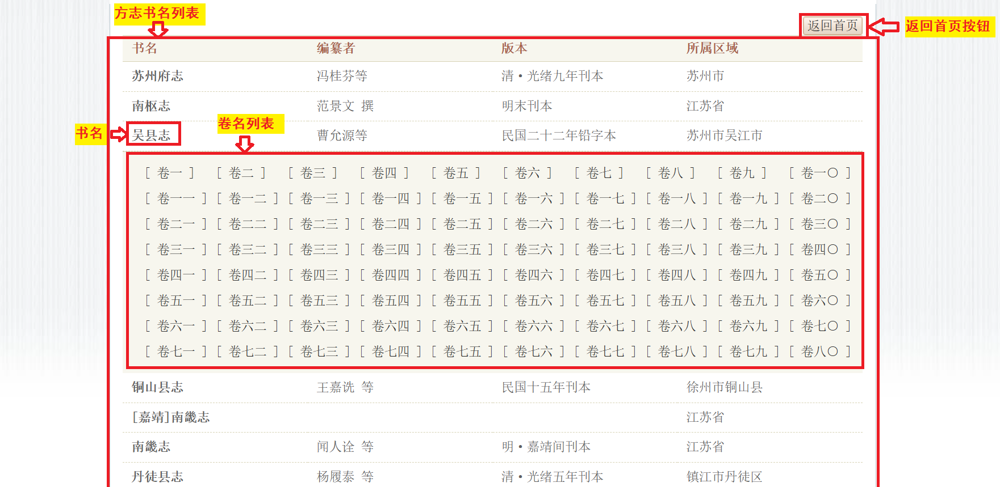 方志书名列表
返回首页
返回首页按钮
书名 编纂者 版本 所属区域
苏州府志 冯桂芬等 清·光绪九年刊本 苏州市
南枢志 范景文 撰 明末刊本 江苏省
书名
卷名列表
吴县志 曹允源等 民国二十二年铅字本 苏州市吴江市
[ 卷一 ] [ 卷二 ] [ 卷三 ] [ 卷四 ] [ 卷五 ] [ 卷六 ] [ 卷七 ] [ 卷八 ] [ 卷九 ] [ 卷一〇 ]
[ 卷一一 ] [ 卷一二 ] [ 卷一三 ] [ 卷一四 ] [ 卷一五 ] [ 卷一六 ] [ 卷一七 ] [ 卷一八 ] [ 卷一九 ] [ 卷二〇 ]
[ 卷二一 ] [ 卷二二 ] [ 卷二三 ] [ 卷二四 ] [ 卷二五 ] [ 卷二六 ] [ 卷二七 ] [ 卷二八 ] [ 卷二九 ] [ 卷三〇 ]
[ 卷三一 ] [ 卷三二 ] [ 卷三三 ] [ 卷三四 ] [ 卷三五 ] [ 卷三六 ] [ 卷三七 ] [ 卷三八 ] [ 卷三九 ] [ 卷四〇 ]
[ 卷四一 ] [ 卷四二 ] [ 卷四三 ] [ 卷四四 ] [ 卷四五 ] [ 卷四六 ] [ 卷四七 ] [ 卷四八 ] [ 卷四九 ] [ 卷五〇 ]
[ 卷五一 ] [ 卷五二 ] [ 卷五三 ] [ 卷五四 ] [ 卷五五 ] [ 卷五六 ] [ 卷五七 ] [ 卷五八 ] [ 卷五九 ] [ 卷六〇 ]
[ 卷六一 ] [ 卷六二 ] [ 卷六三 ] [ 卷六四 ] [ 卷六五 ] [ 卷六六 ] [ 卷六七 ] [ 卷六八 ] [ 卷六九 ] [ 卷七〇 ]
[ 卷七一 ] [ 卷七二 ] [ 卷七三 ] [ 卷七四 ] [ 卷七五 ] [ 卷七六 ] [ 卷七七 ] [ 卷七八 ] [ 卷七九 ] [ 卷八〇 ]
铜山县志 王嘉诜 等 民国十五年刊本 徐州市铜山县
[嘉靖]南畿志 江苏省
南畿志 闻人诠 等 明·嘉靖间刊本 江苏省
丹徒县志 杨履泰 等 清·光绪五年刊本 镇江市丹徒区